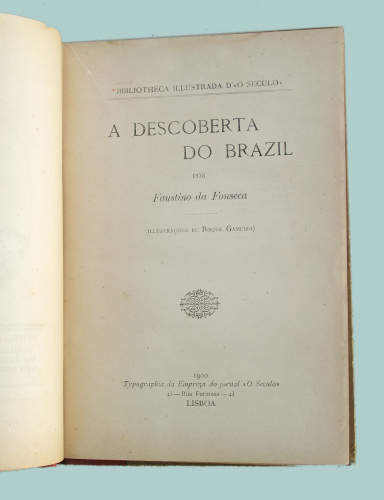 "BIBLIOTHECA ILLUSTRADA D'«O SECULO»
A DESCOBERTA
DO BRAZIL
POR
Faustino da Fonseca
(ILLUSTRAÇÕES DE ROQUE GAMEIRO)
1900
Typographia da Empreza do jornal «O Seculo»
43 — Rua Formosa — 43
LISBOA